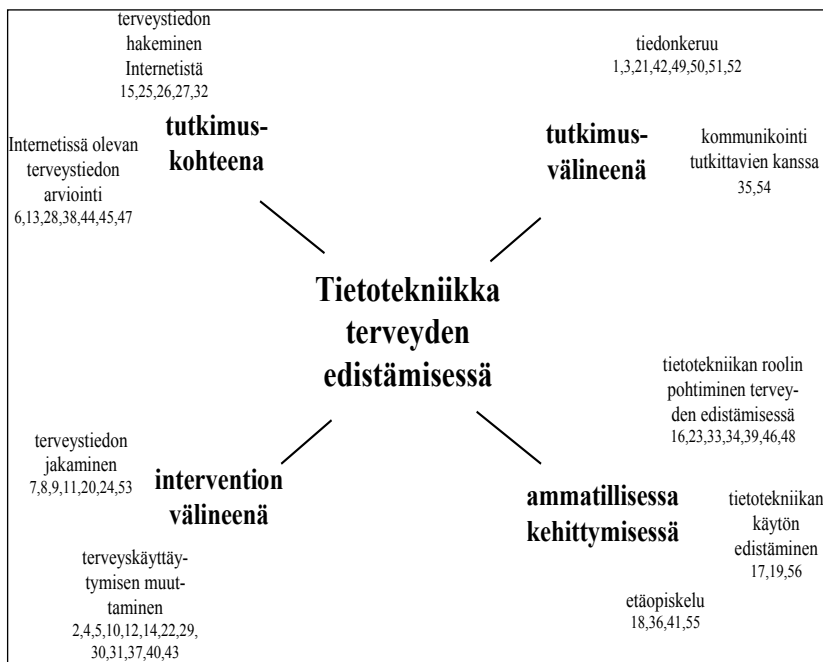 terveystiedon
hakeminen
Internetistä
15,25,26,27,32
tutkimus-
kohteena
Internetissä olevan
terveystiedon
arviointi
6,13,28,38,44,45,47
tiedonkeruu
1,3,21,42,49,50,51,52
tutkimus-
välineenä
kommunikointi
tutkittavien kanssa
35,54
Tietotekniikka
terveyden
edistämisessä
terveystiedon
jakaminen
7,8,9,11,20,24,53
intervention
välineenä
terveyskäyttäy-
tymisen muut-
taminen
2,4,5,10,12,14,22,29,
30,31,37,40,43
tietotekniikan roolin
pohtiminen tervey-
den edistämisessä
16,23,33,34,39,46,48
ammatillisessa
kehittymisessä
tietotekniikan
käytön
edistäminen
17,19,56
etäopiskelu
18,36,41,55